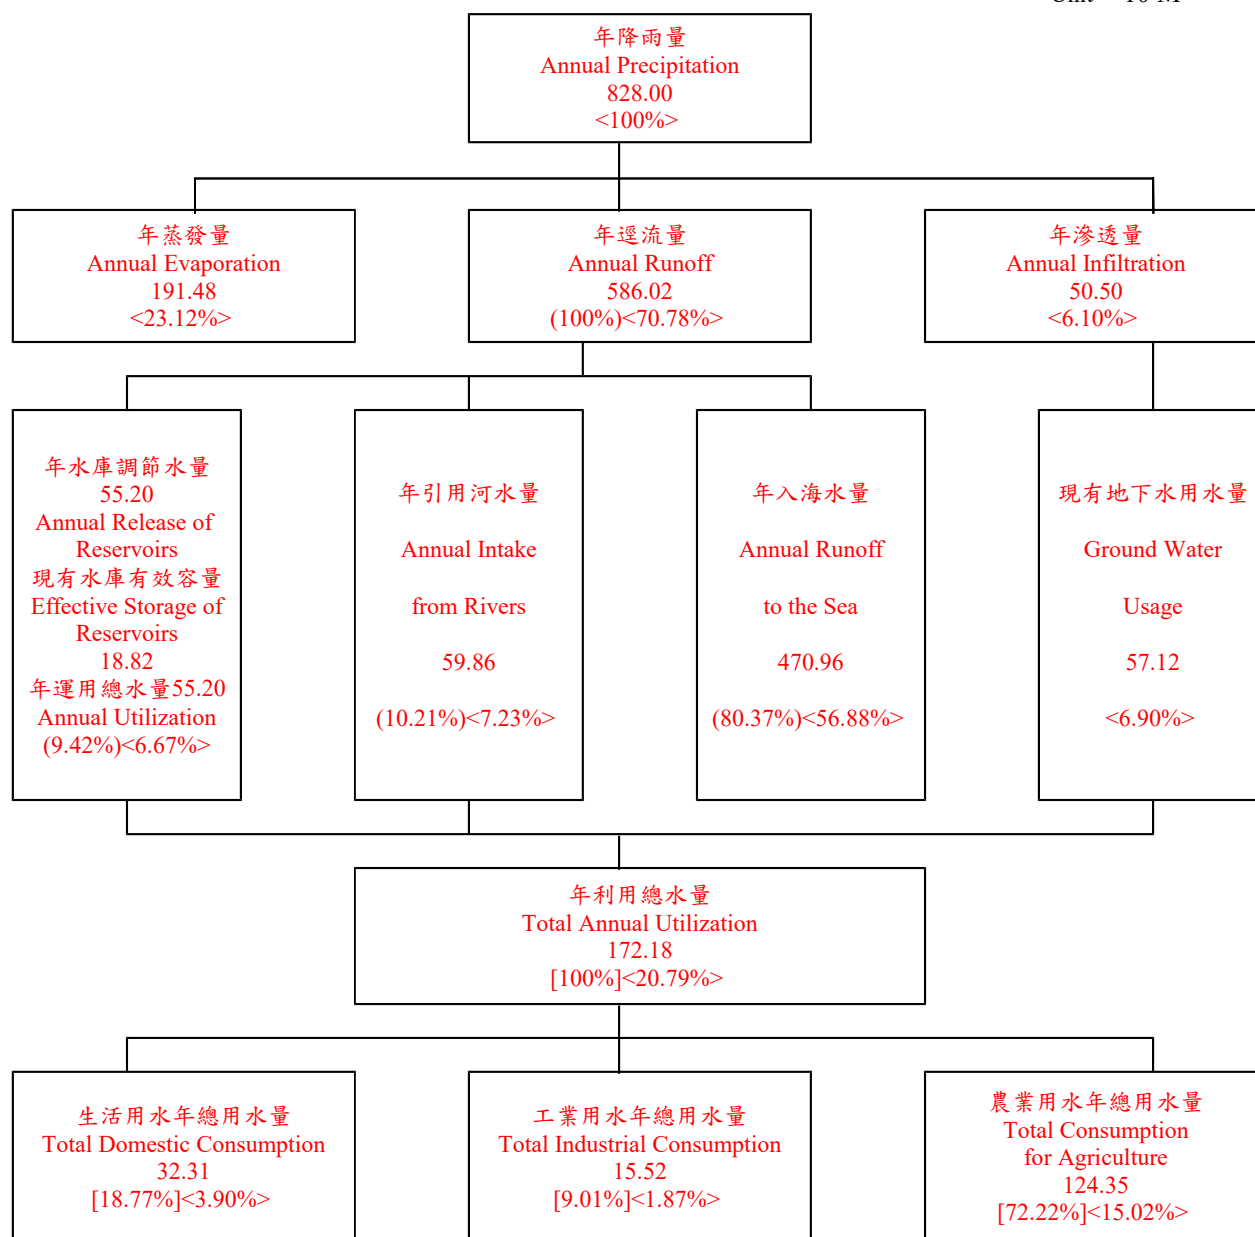 年降雨量
Annual Precipitation
828.00
<100%>
年蒸發量
Annual Evaporation
191.48
<23.12%>
年逕流量
Annual Runoff
586.02
(100%)<70.78%>
年滲透量
Annual Infiltration
50.50
<6.10%>
年水庫調節水量
55.20
Annual Release of
Reservoirs
現有水庫有效容量
Effective Storage of
Reservoirs
18.82
年運用總水量55.20
Annual Utilization
(9.42%)<6.67%>
年引用河水量
Annual Intake
from Rivers
59.86
(10.21%)<7.23%>
年入海水量
Annual Runoff
to the Sea
470.96
(80.37%)<56.88%>
現有地下水用水量
Ground Water
Usage
57.12
<6.90%>
年利用總水量
Total Annual Utilization
172.18
[100%]<20.79%>
生活用水年總用水量
Total Domestic Consumption
32.31
[18.77%]<3.90%>
工業用水年總用水量
Total Industrial Consumption
15.52
[9.01%]<1.87%>
農業用水年總用水量
Total Consumption
for Agriculture
124.35
[72.22%]<15.02%>